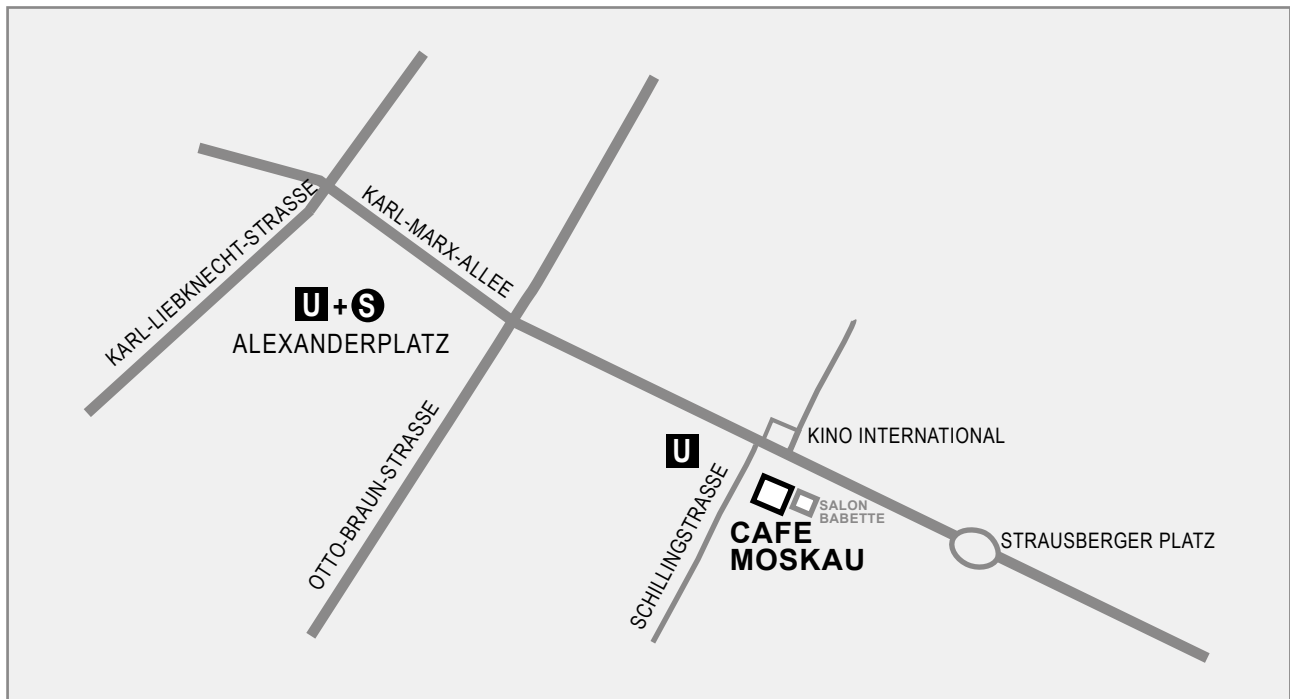 KARL-LIEBKNECHT-STRASSE
KARL-MARX-ALLEE
U + S
ALEXANDERPLATZ
OTTO-BRAUN-STRASSE
U
SCHILLINGSTRASSE
KINO INTERNATIONAL
SALON
BABETTE
CAFE
MOSKAU
STRAUSBERGER PLATZ